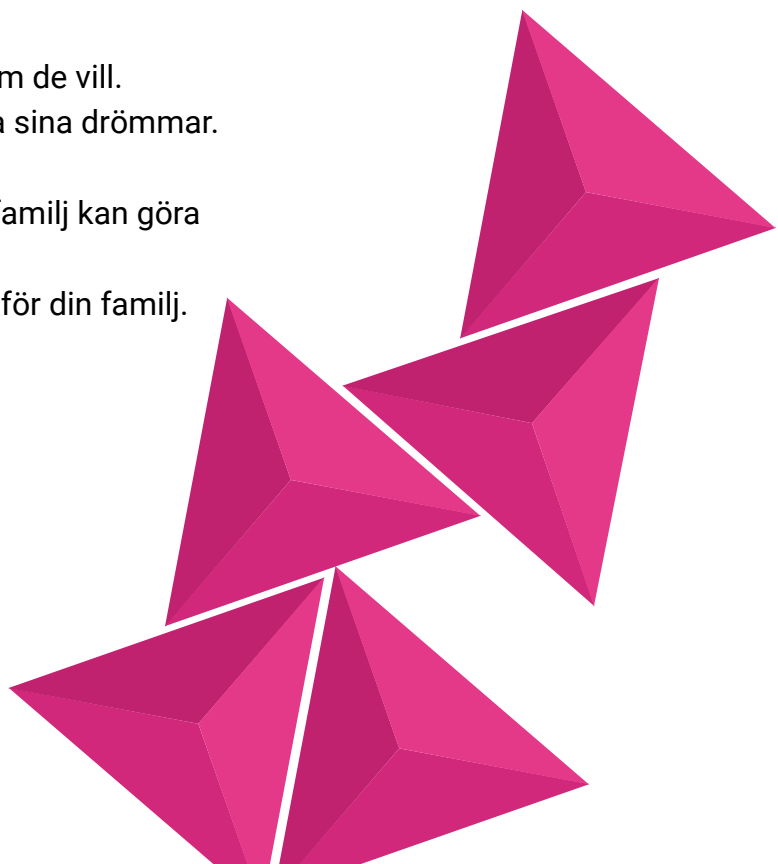 m de vill.
a sina drömmar.
familj kan göra
för din familj.